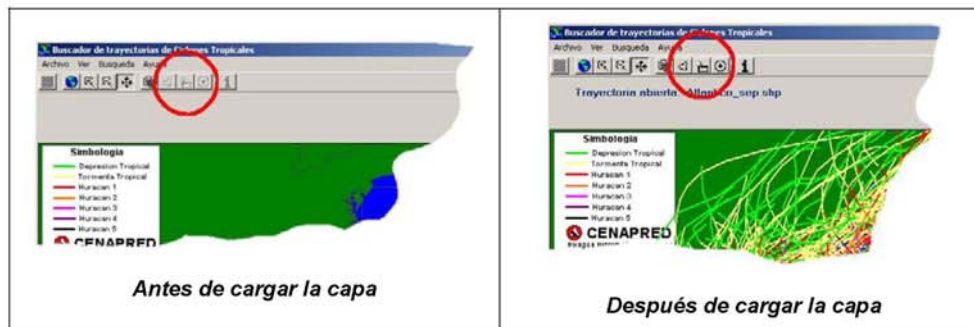 Buscador de trayectorias de Ciclones Tropicales
Archivo Ver Busqueda Ayuda
Simbologia
Depresion Tropical
Tormenta Tropical
Huracan 1
Huracan 2
Huracan 3
Huracan 4
Huracan 5
CENAPRED
Antes de cargar la capa
Buscador de trayectorias de Ciclones Tropicales
Archivo Ver Busqueda Ayuda
Trayectoria abierta: Atlantico_sep.shp
Simbologia
Depresion Tropical
Tormenta Tropical
Huracan 1
Huracan 2
Huracan 3
Huracan 4
Huracan 5
CENAPRED
Después de cargar la capa